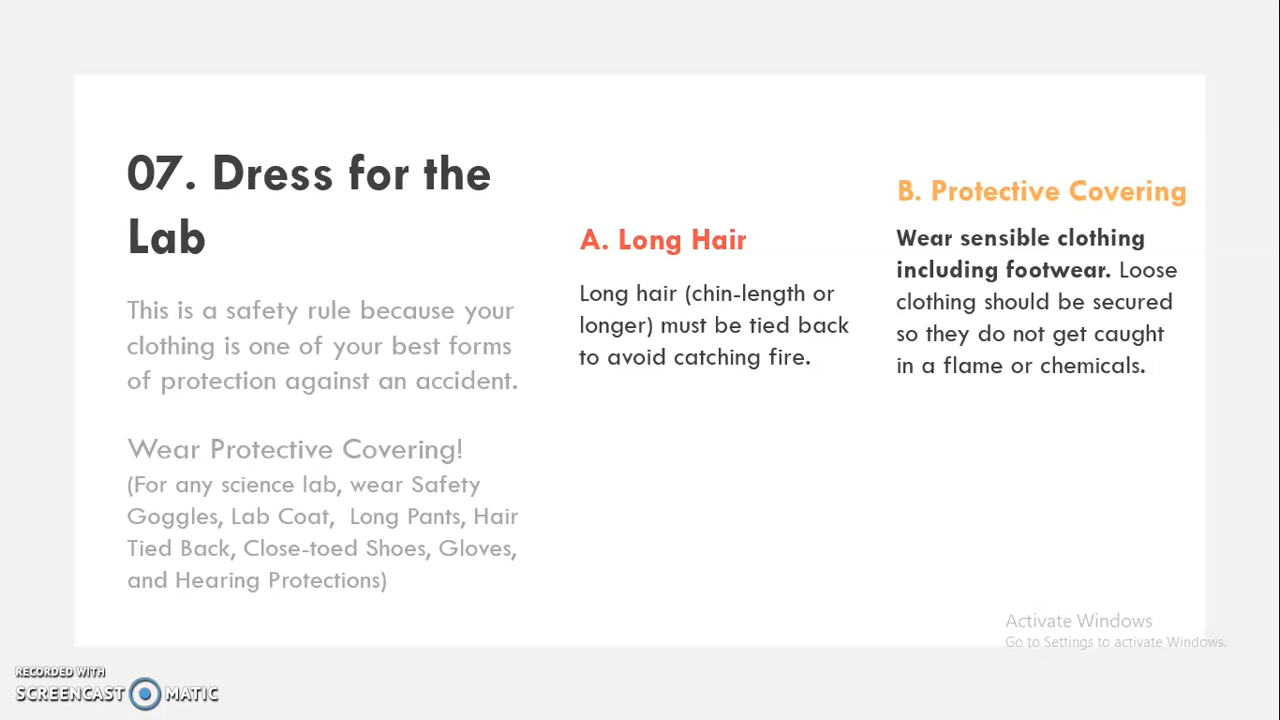 07. Dress for the
Lab
This is a safety rule because your
clothing is one of your best forms
of protection against an accident.
Wear Protective Covering!
(For any science lab, wear Safety
Goggles, Lab Coat,  Long Pants, Hair
Tied Back, Close-toed Shoes, Gloves,
and Hearing Protections)
A. Long Hair
Long hair (chin-length or
longer) must be tied back
to avoid catching fire.
B. Protective Covering
Wear sensible clothing
including footwear. Loose
clothing should be secured
so they do not get caught
in a flame or chemicals.
Activate Windows
Go to Settings to activate Windows.
RECORDED WITH
SCREENCAST MATIC